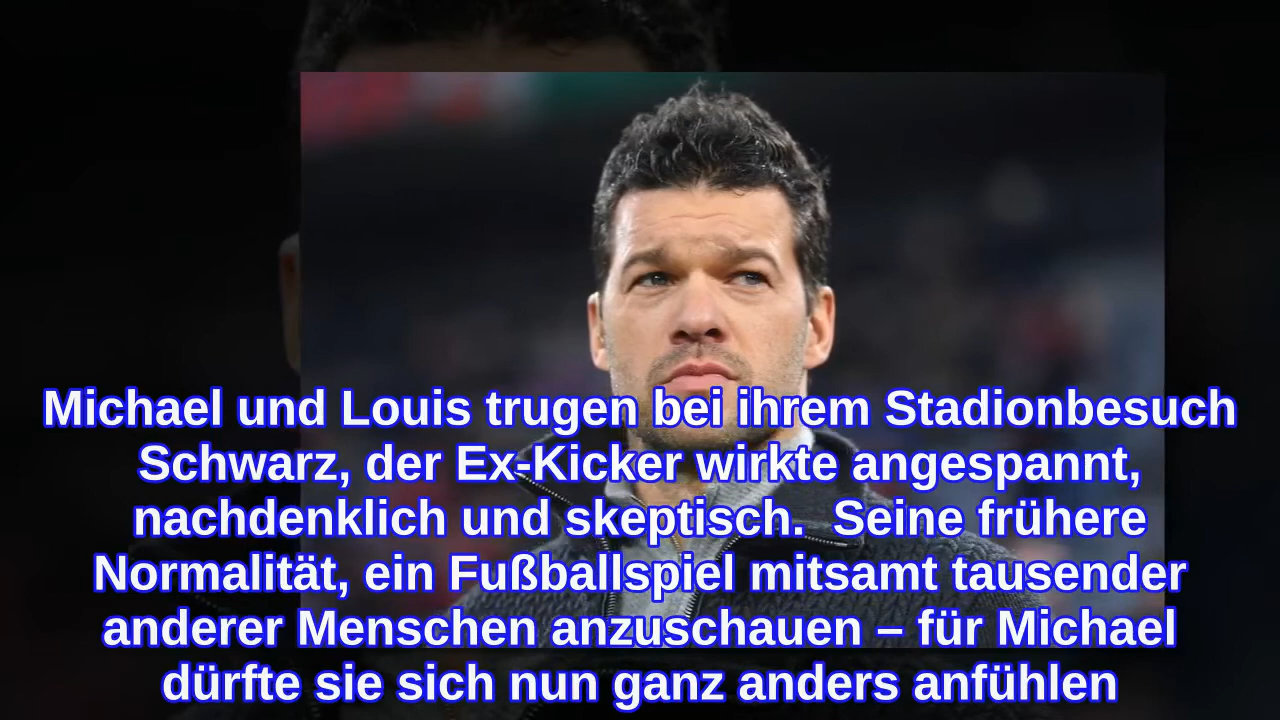 Michael und Louis trugen bei ihrem Stadionbesuch
Schwarz, der Ex-Kicker wirkte angespannt,
nachdenklich und skeptisch.  Seine frühere
Normalität, ein Fußballspiel mitsamt tausender
anderer Menschen anzuschauen – für Michael
dürfte sie sich nun ganz anders anfühlen